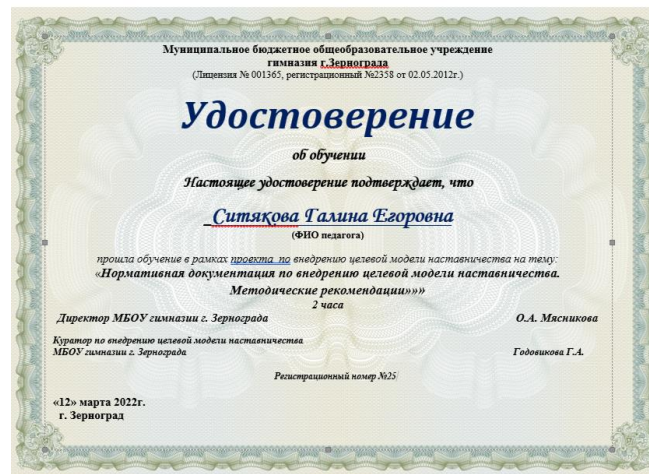 Муниципальное бюджетное общеобразовательное учреждение
гимназия г.Зернограда
(Лицензия № 001365, регистрационный №2358 от 02.05.2012г.)
Удостоверение
об обучении
Настоящее удостоверение подтверждает, что
_Ситякова Галина Егоровна
(ФИО педагога)
прошла обучение в рамках проекта по внедрению целевой модели наставничества на тему:
«Нормативная документация по внедрению целевой модели наставничества.
Методические рекомендации»»»
2 часа
Директор МБОУ гимназии г. Зернограда О.А. Мясникова
Куратор по внедрению целевой модели наставничества
МБОУ гимназии г. Зернограда Годовикова Г.А.
Регистрационный номер №25
«12» марта 2022г.
г. Зерноград